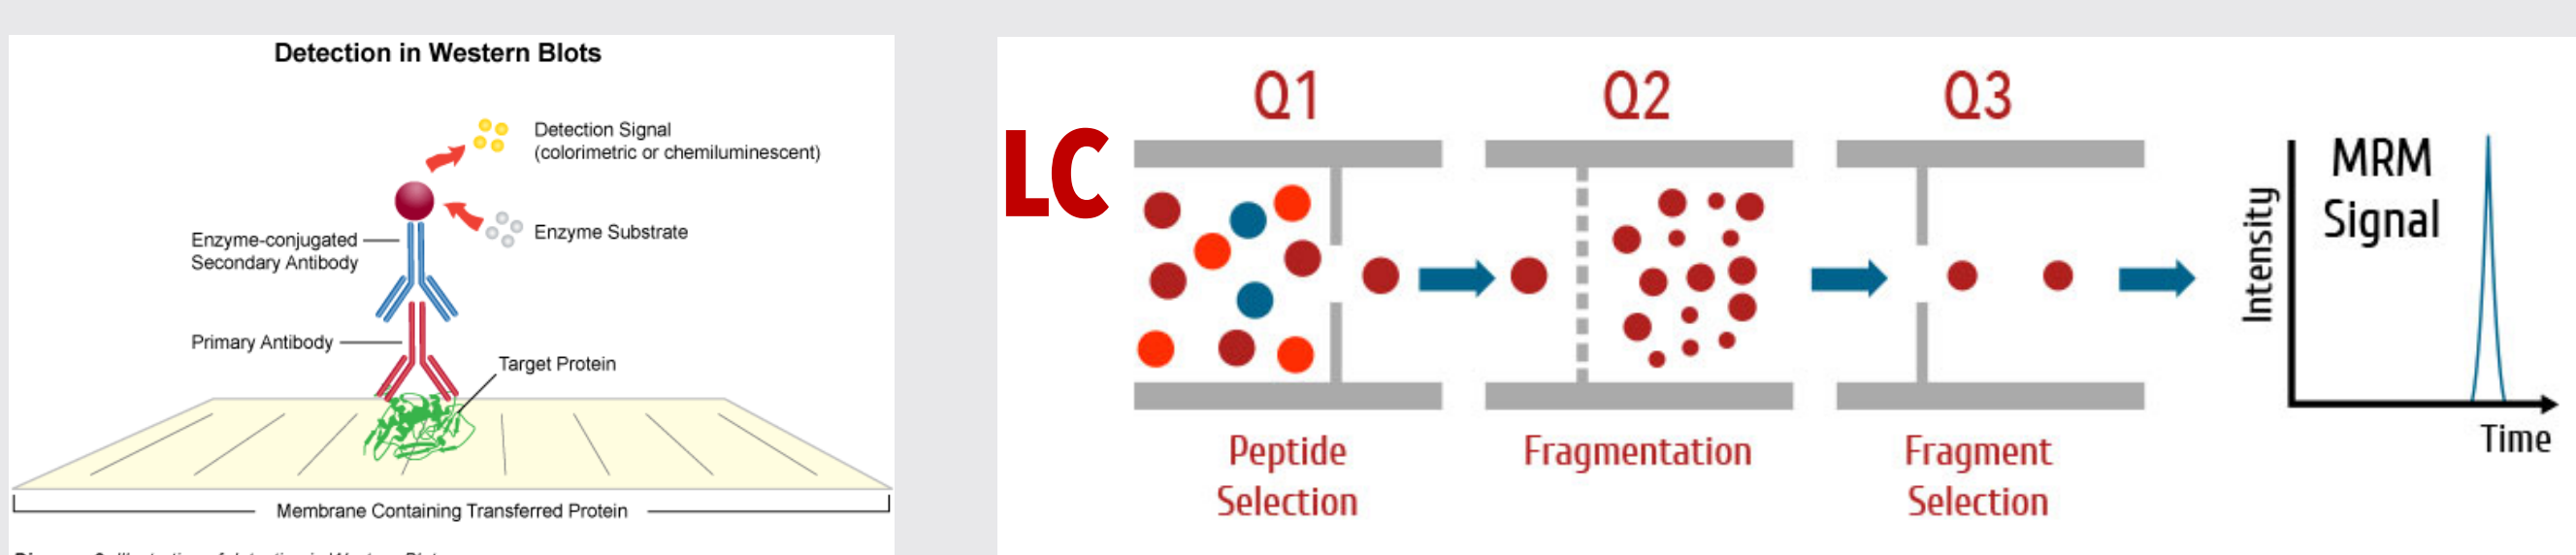 Detection in Western Blots
Detection Signal
(colorimetric or chemiluminescent)
Enzyme Substrate
Enzyme-conjugated
Secondary Antibody
Primary Antibody
Target Protein
Membrane Containing Transferred Protein
LC
Q1
Q2
Q3
Peptide
Selection
Fragmentation
Fragment
Selection
MRM
Signal
Intensity
Time